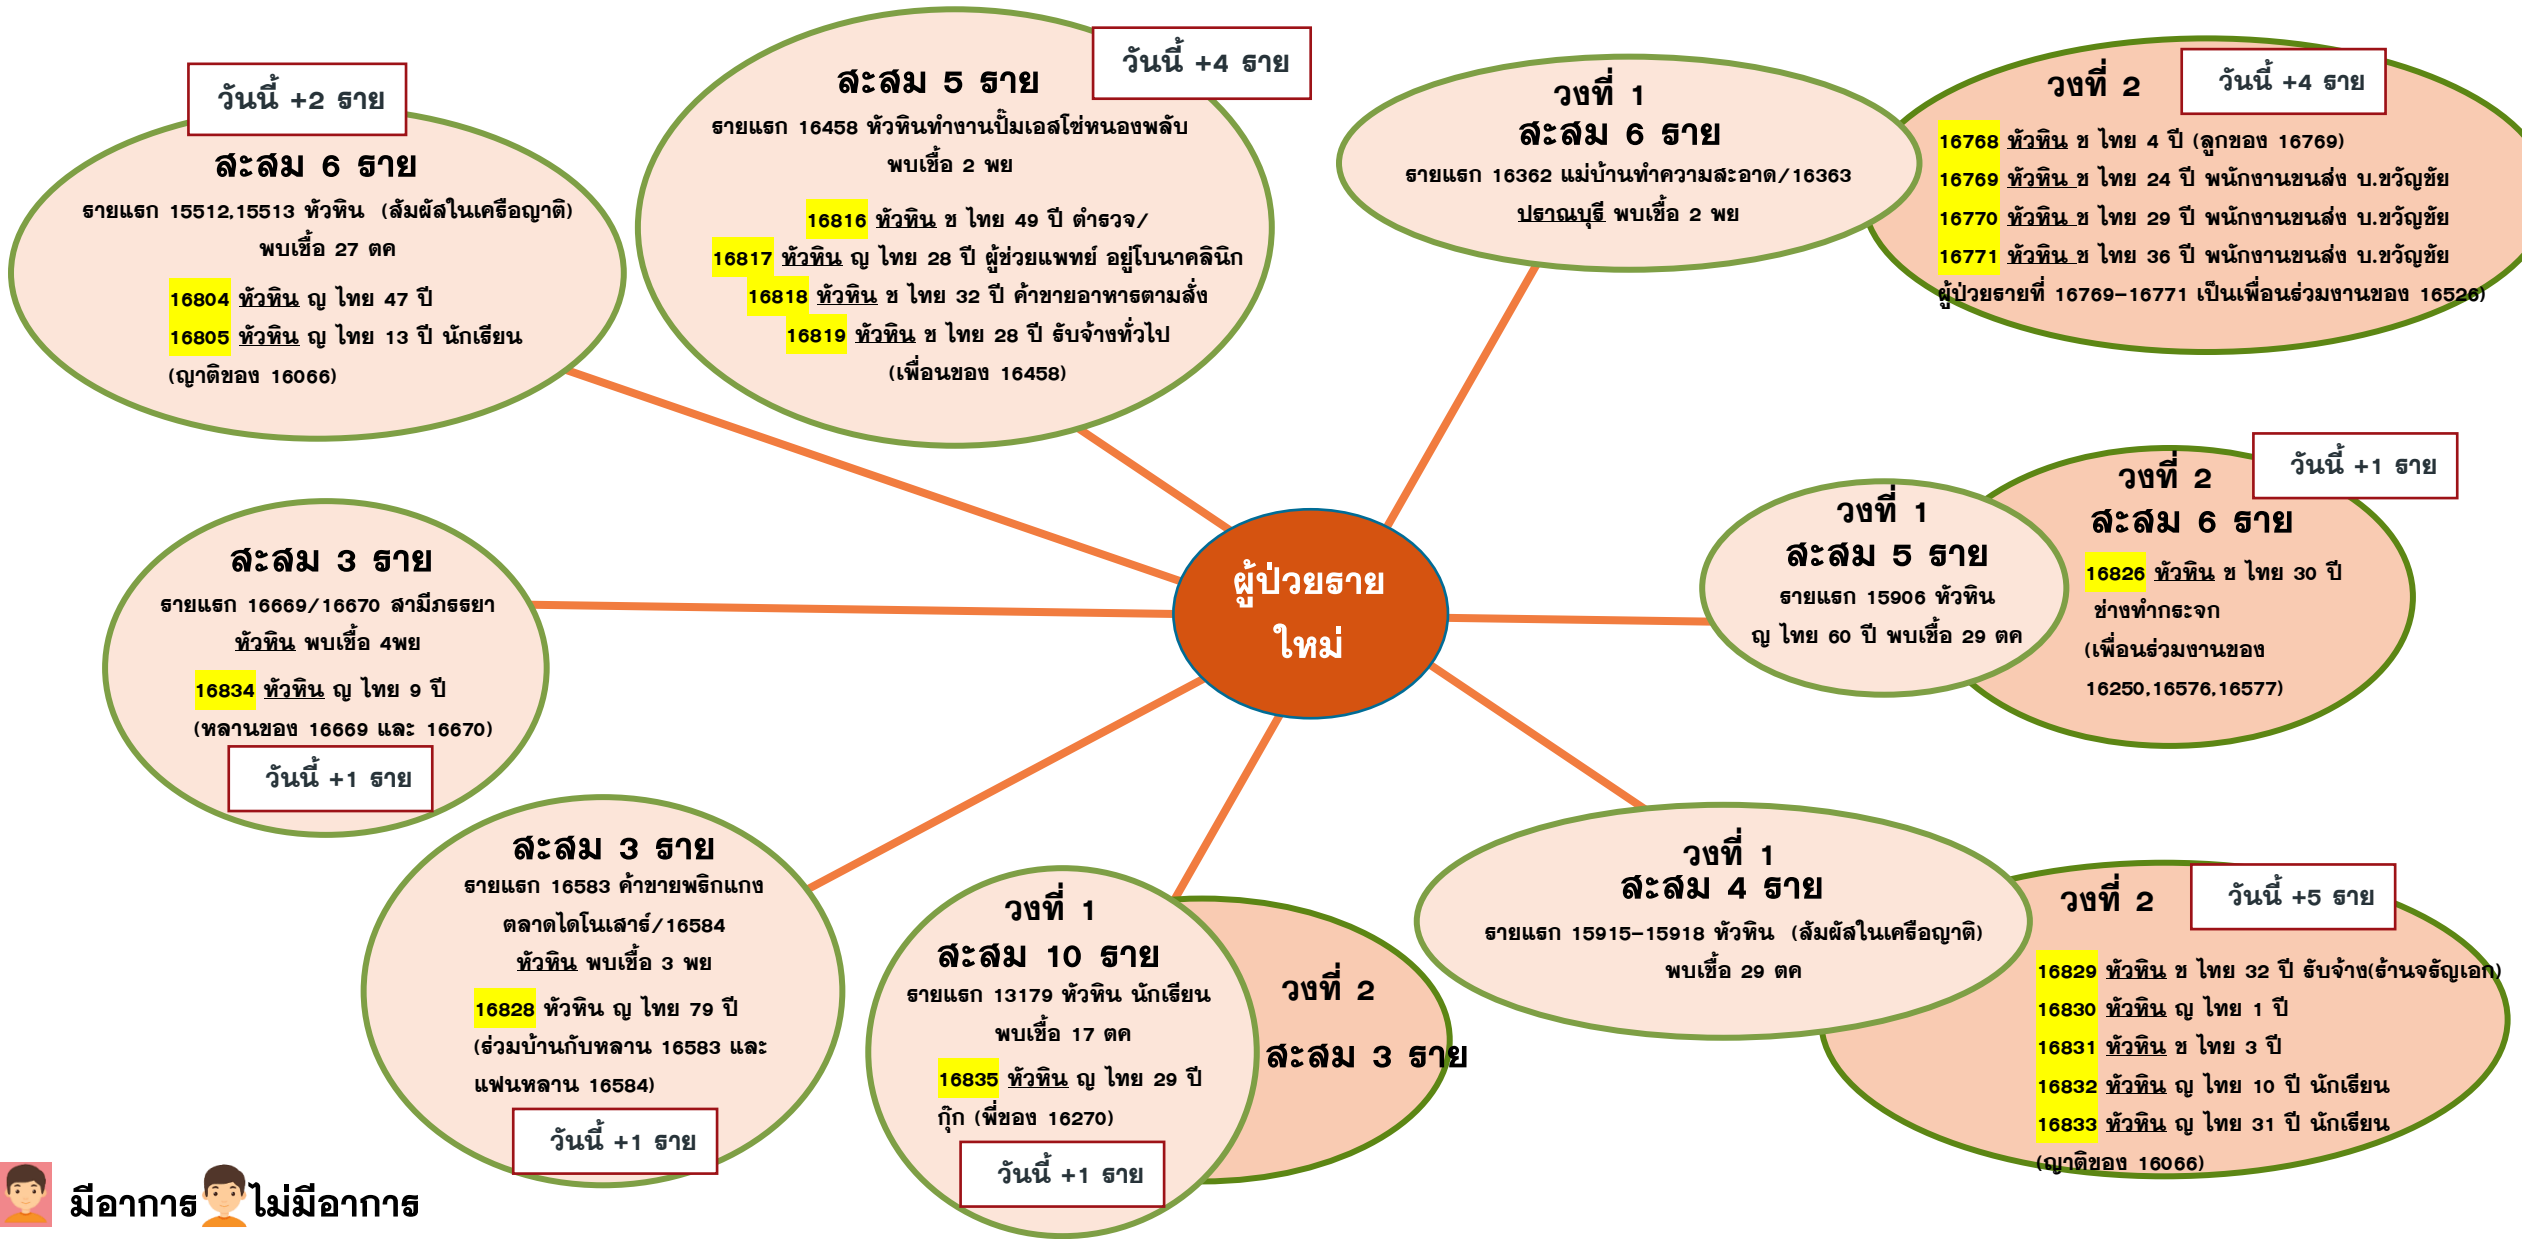 วันนี้ +2 ราย
สะสม 6 ราย
รายแรก 15512,15513 หัวหิน (สัมผัสในเครือญาติ)
พบเชื้อ 27 ตค
16804 หัวหิน ญ ไทย 47 ปี
16805 หัวหิน ญ ไทย 13 ปี นักเรียน
(ญาติของ 16066)
วันนี้ +4 ราย
สะสม 5 ราย
รายแรก 16458 หัวหินทำงานปั๊มเอสโซ่หนองพลับ
พบเชื้อ 2 พย
16816 หัวหิน ช ไทย 49 ปี ตำรวจ/
16817 หัวหิน ญ ไทย 28 ปี ผู้ช่วยแพทย์ อยู่โบนาคลินิก
16818 หัวหิน ช ไทย 32 ปี ค้าขายอาหารตามสั่ง
16819 หัวหิน ช ไทย 28 ปี รับจ้างทั่วไป
(เพื่อนของ 16458)
วงที่ 1
สะสม 6 ราย
รายแรก 16362 แม่บ้านทำความสะอาด/16363
ปราณบุรี พบเชื้อ 2 พย
วงที่ 2
วันนี้ +4 ราย
16768 หัวหิน ช ไทย 4 ปี (ลูกของ 16769)
16769 หัวหิน ช ไทย 24 ปี พนักงานขนส่ง บ.ขวัญชัย
16770 หัวหิน ช ไทย 29 ปี พนักงานขนส่ง บ.ขวัญชัย
16771 หัวหิน ช ไทย 36 ปี พนักงานขนส่ง บ.ขวัญชัย
ผู้ป่วยรายที่ 16769-16771 เป็นเพื่อนร่วมงานของ 16526)
วงที่ 1
สะสม 5 ราย
รายแรก 15906 หัวหิน
ญ ไทย 60 ปี พบเชื้อ 29 ตค
วงที่ 2
วันนี้ +1 ราย
สะสม 6 ราย
16826 หัวหิน ช ไทย 30 ปี
ช่างทำกระจก
(เพื่อนร่วมงานของ
16250,16576,16577)
ผู้ป่วยราย
ใหม่
สะสม 3 ราย
รายแรก 16669/16670 สามีภรรยา
หัวหิน พบเชื้อ 4พย
16834 หัวหิน ญ ไทย 9 ปี
(หลานของ 16669 และ 16670)
วันนี้ +1 ราย
สะสม 3 ราย
รายแรก 16583 ค้าขายพริกแกง
ตลาดไดโนเสาร์/16584
หัวหิน พบเชื้อ 3 พย
16828 หัวหิน ญ ไทย 79 ปี
(ร่วมบ้านกับหลาน 16583 และ
แฟนหลาน 16584)
วันนี้ +1 ราย
วงที่ 1
สะสม 10 ราย
รายแรก 13179 หัวหิน นักเรียน
พบเชื้อ 17 ตค
16835 หัวหิน ญ ไทย 29 ปี
กุ๊ก (พี่ของ 16270)
วันนี้ +1 ราย
วงที่ 2
สะสม 3 ราย
วงที่ 1
สะสม 4 ราย
รายแรก 15915-15918 หัวหิน (สัมผัสในเครือญาติ)
พบเชื้อ 29 ตค
วงที่ 2
วันนี้ +5 ราย
16829 หัวหิน ช ไทย 32 ปี รับจ้าง(ร้านจรัญเอก)
16830 หัวหิน ญ ไทย 1 ปี
16831 หัวหิน ช ไทย 3 ปี
16832 หัวหิน ญ ไทย 10 ปี นักเรียน
16833 หัวหิน ญ ไทย 31 ปี นักเรียน
(ญาติของ 16066)
มีอาการ ไม่มีอาการ